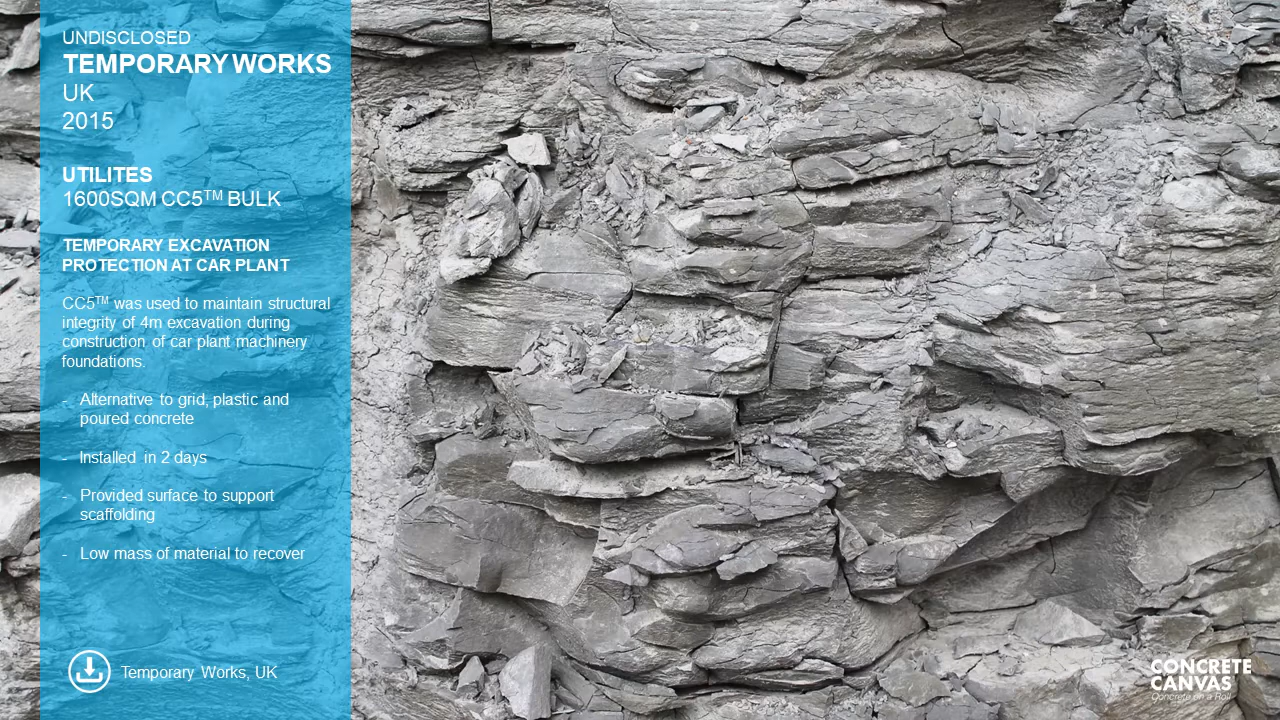 UNDISCLOSED
TEMPORARY WORKS
UK
2015
UTILITES
1600SQM CC5™ BULK
TEMPORARY EXCAVATION
PROTECTION AT CAR PLANT
CC5™ was used to maintain structural
integrity of 4m excavation during
construction of car plant machinery
foundations.
- Alternative to grid, plastic and
poured concrete
- Installed in 2 days
- Provided surface to support
scaffolding
- Low mass of material to recover
Temporary Works, UK
CONCRETE
CANVAS
Concrete on a Roll